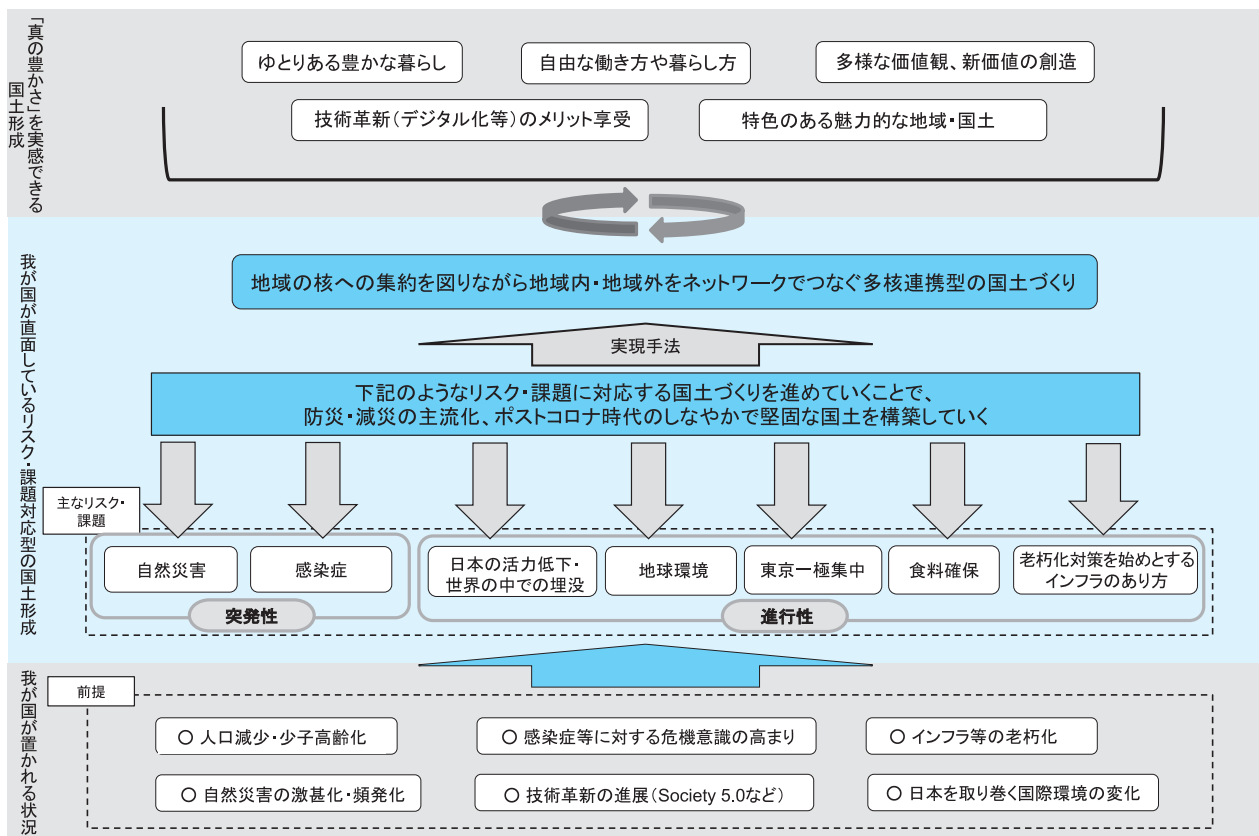 「真の豊かさ」を実感できる
国土形成
ゆとりある豊かな暮らし
自由な働き方や暮らし方
多様な価値観、新価値の創造
技術革新(デジタル化等)のメリット享受
特色のある魅力的な地域・国土
我が国が直面しているリスク・課題対応型の国土形成
地域の核への集約を図りながら地域内・地域外をネットワークでつなぐ多核連携型の国土づくり
実現手法
下記のようなリスク・課題に対応する国土づくりを進めていくことで、
防災・減災の主流化、ポストコロナ時代のしなやかで堅固な国土を構築していく
主なリスク・
課題
自然災害
感染症
突発性
日本の活力低下・
世界の中での埋没
地球環境
東京一極集中
食料確保
老朽化対策を始めとする
インフラのあり方
進行性
我が国が置かれる状況
前提
○ 人口減少・少子高齢化
○ 感染症等に対する危機意識の高まり
○ インフラ等の老朽化
○ 自然災害の激甚化・頻発化
○ 技術革新の進展(Society 5.0など)
○ 日本を取り巻く国際環境の変化